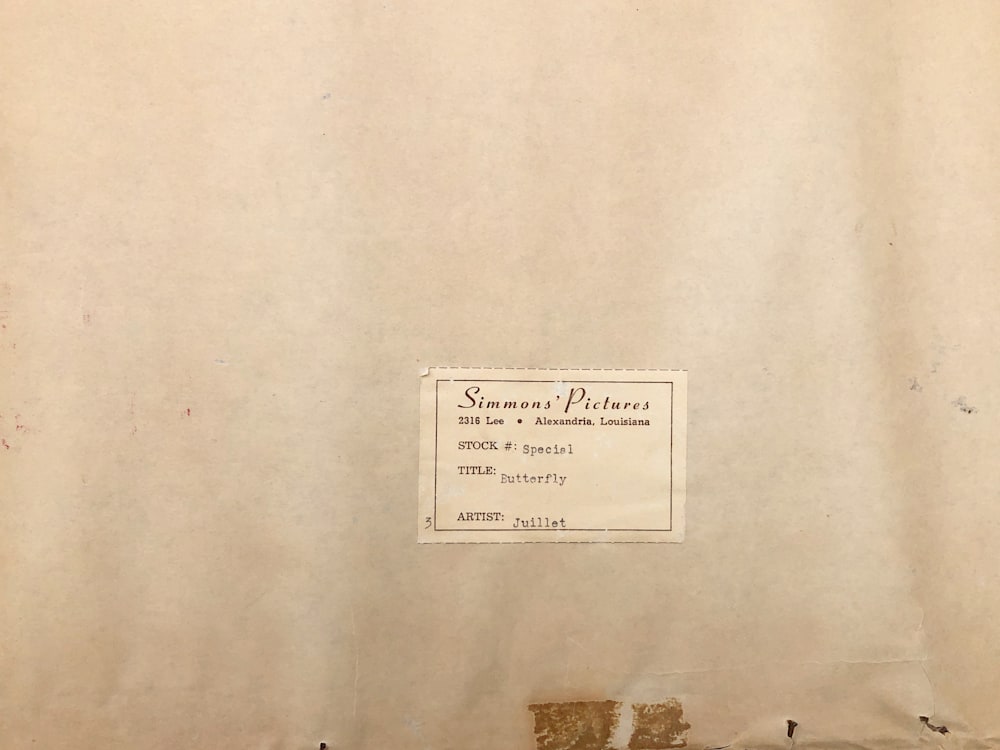 Simmons' Pictures
2316 Lee • Alexandria, Louisiana
STOCK #: Special
TITLE: Butterfly
3 ARTIST: Juillet